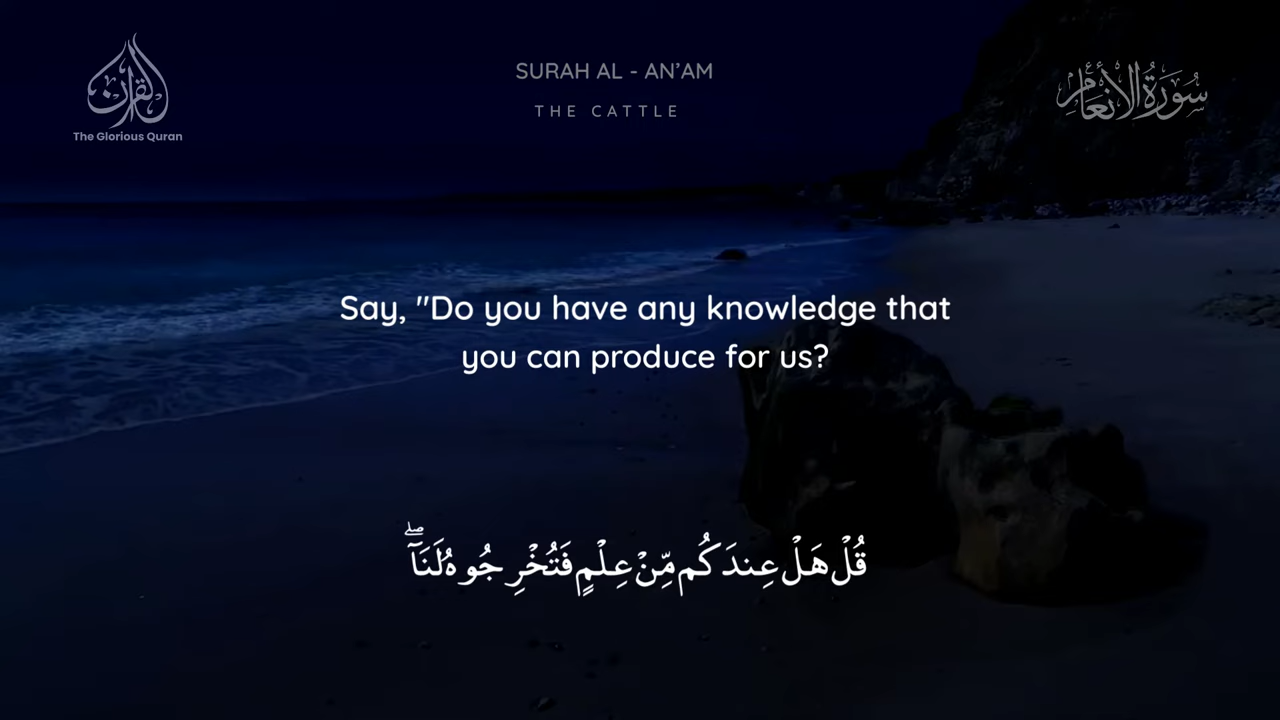 القرآن
The Glorious Quran
SURAH AL - AN’AM
THE CATTLE
سُورَةُ الأَنْعَام
Say, "Do you have any knowledge that
you can produce for us?
قُلْ هَلْ عِندَكُم مِّنْ عِلْمٍ فَتُخْرِجُوهُ لَنَآ ۖ